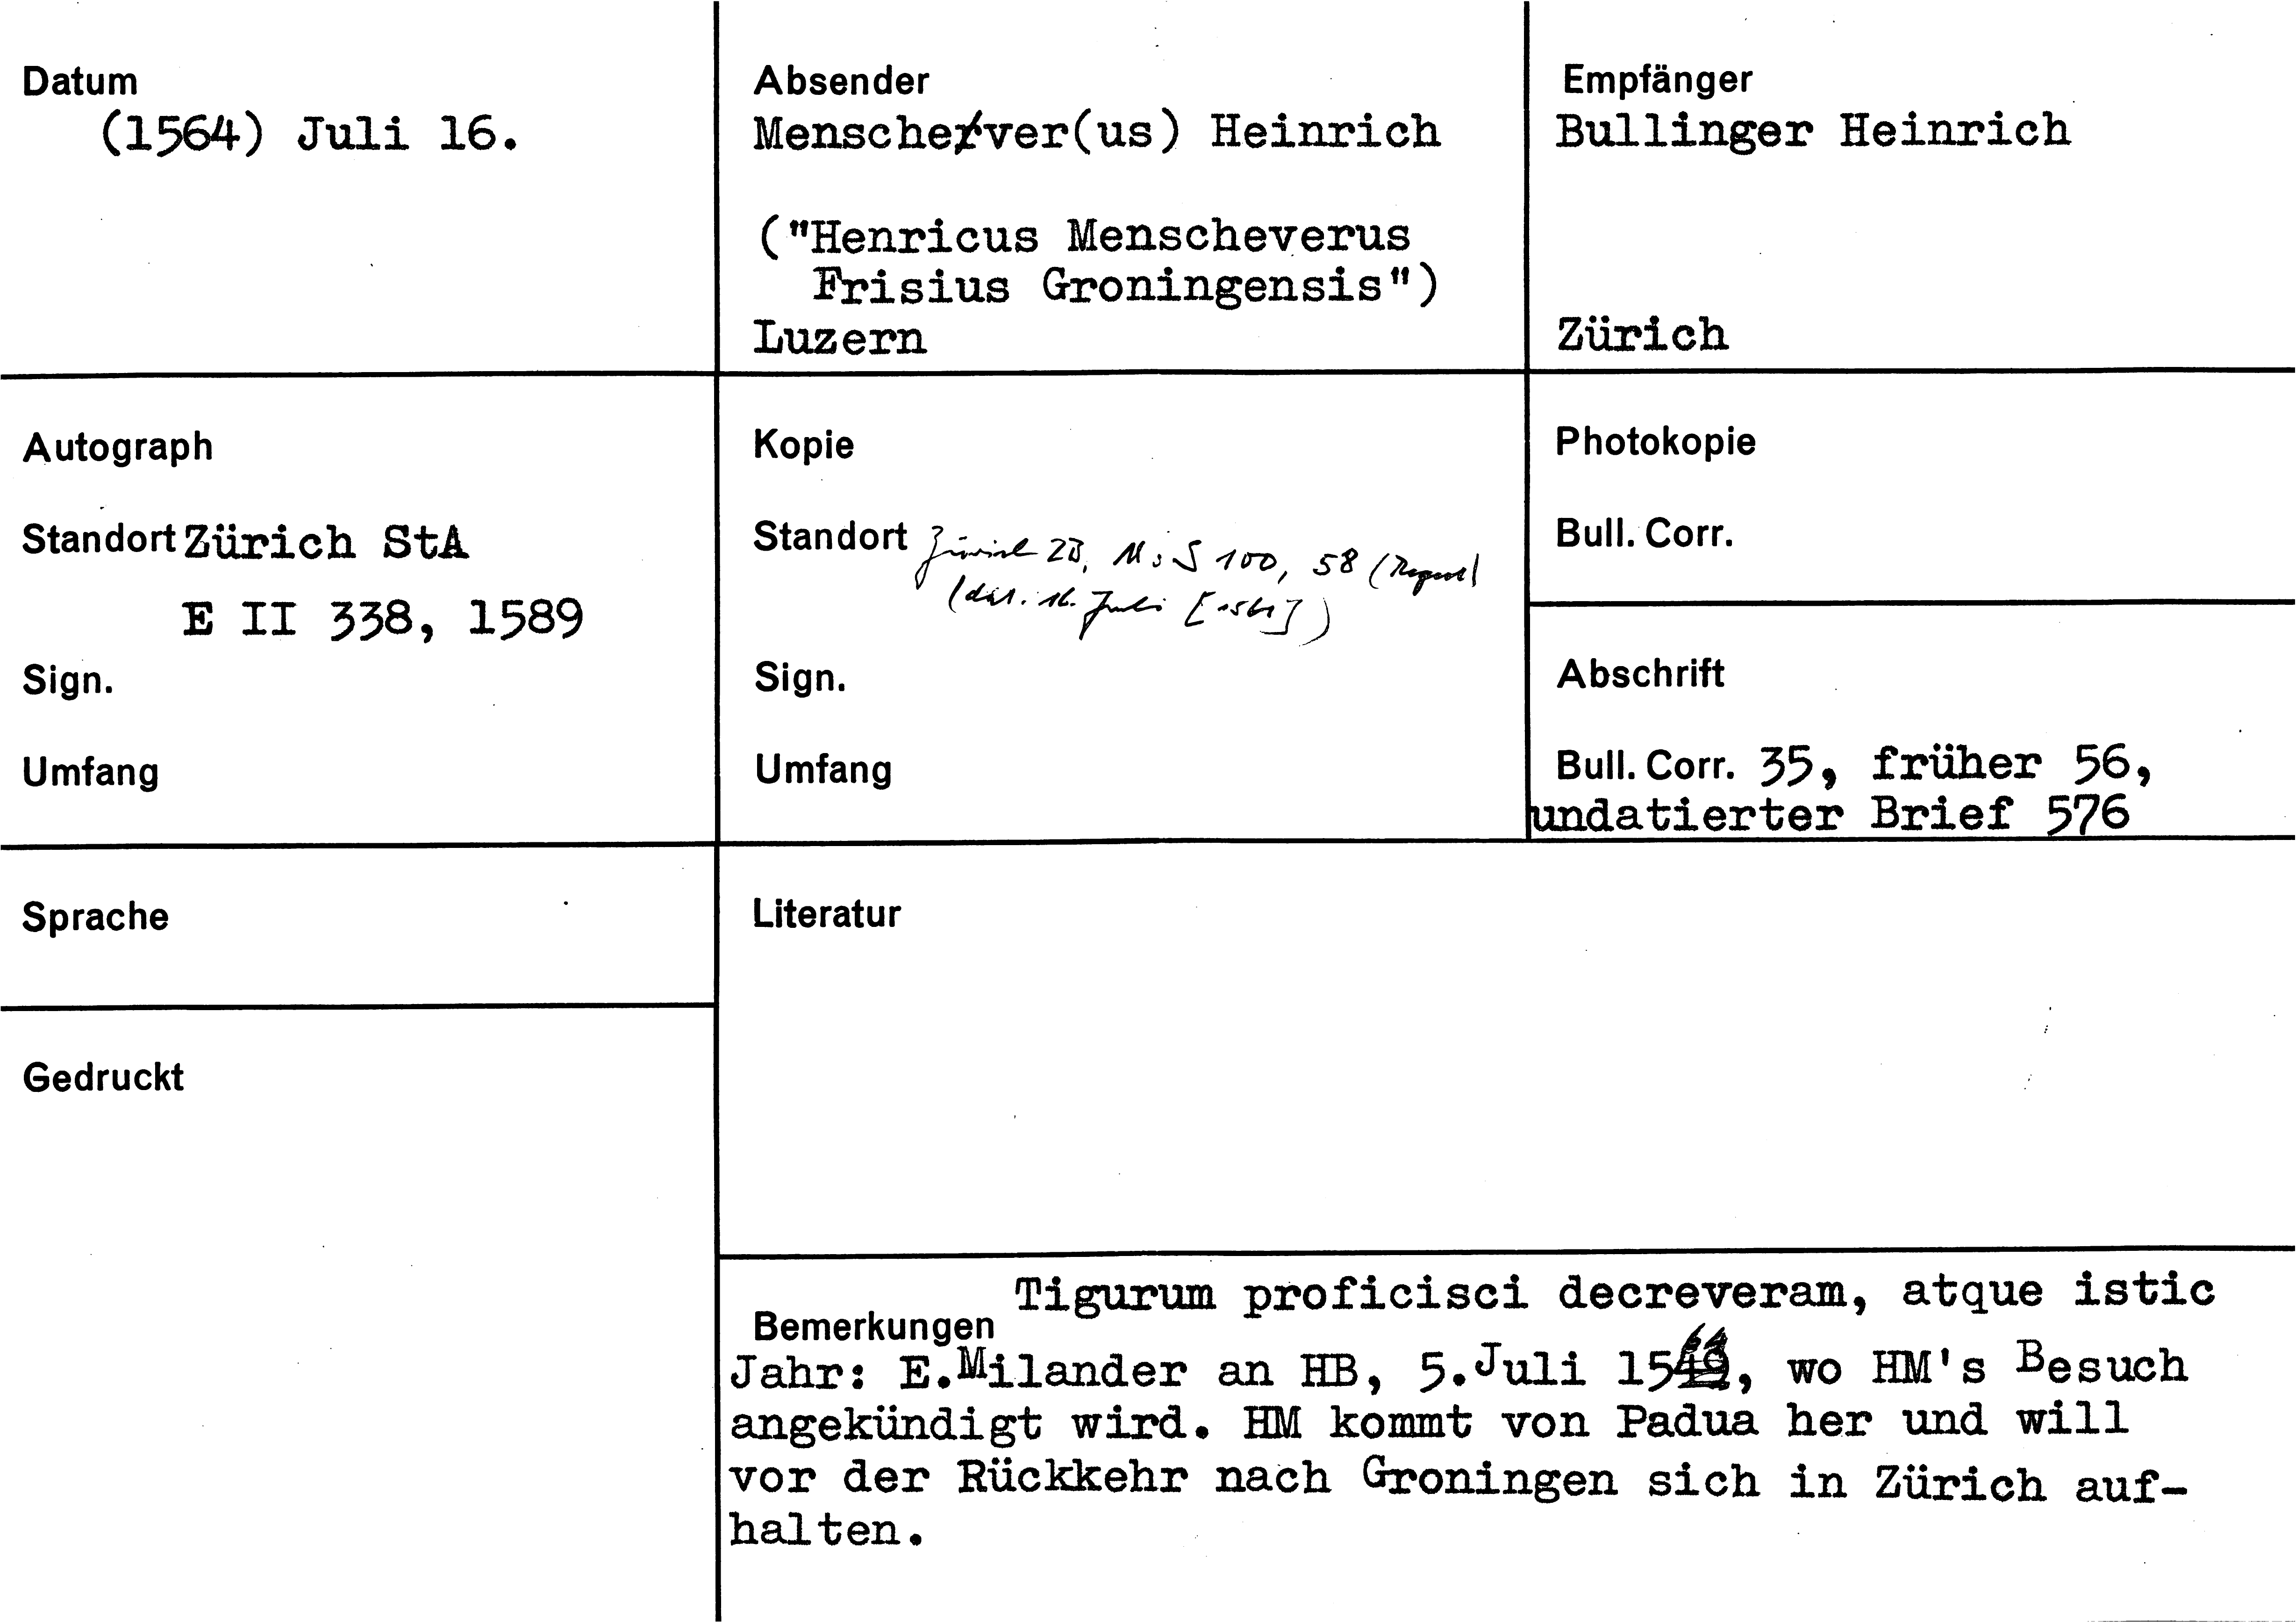 Datum
(1564) Juli 16.
Absender
Menschever(us) Heinrich
("Henricus Menscheverus
Frisius Groningensis")
Luzern
Empfänger
Bullinger Heinrich
Zürich
Autograph
Standort Zürich StA
E II 338, 1589
Sign.
Umfang
Kopie
Standort Zürich ZB, Ms S 100, 58 (Regest)
(dat. 16. Juli [1561])
Sign.
Umfang
Photokopie
Bull. Corr.
Abschrift
Bull. Corr. 35, früher 56,
undatierter Brief 576
Sprache
Literatur
Gedruckt
Tigurum proficisci decreveram, atque istic
Bemerkungen
Jahr: E.Milander an HB, 5.Juli 1564, wo HM's Besuch
angekündigt wird. HM kommt von Padua her und will
vor der Rückkehr nach Groningen sich in Zürich auf-
halten.